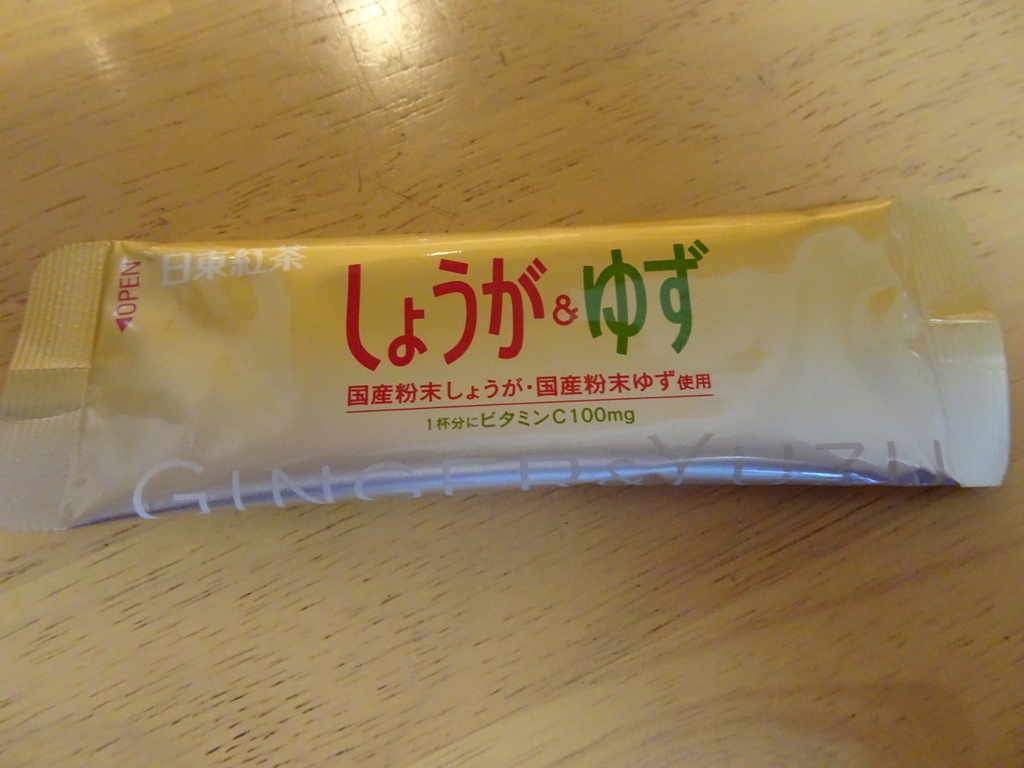 OPEN
日東紅茶
しょうが&ゆず
国産粉末しょうが・国産粉末ゆず使用
1杯分にビタミンC100mg
GINGER&YUZU